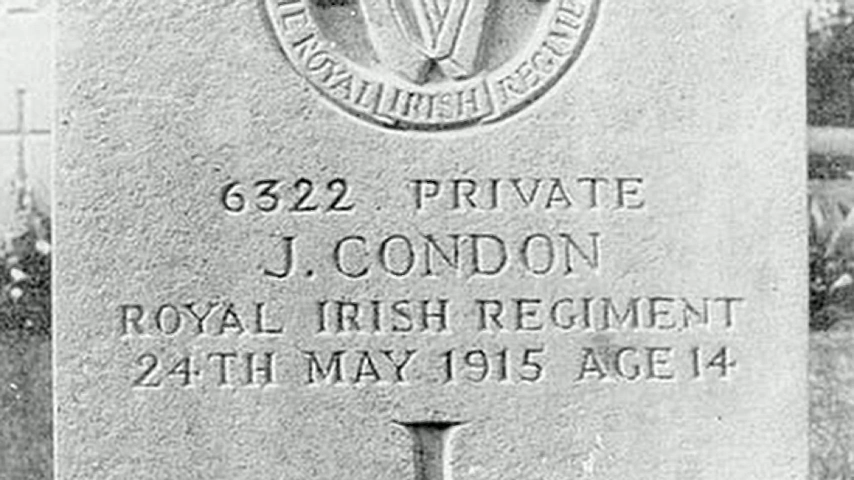 THE ROYAL IRISH REGIMENT
6322 PRIVATE
J. CONDON
ROYAL IRISH REGIMENT
24TH MAY 1915 AGE 14